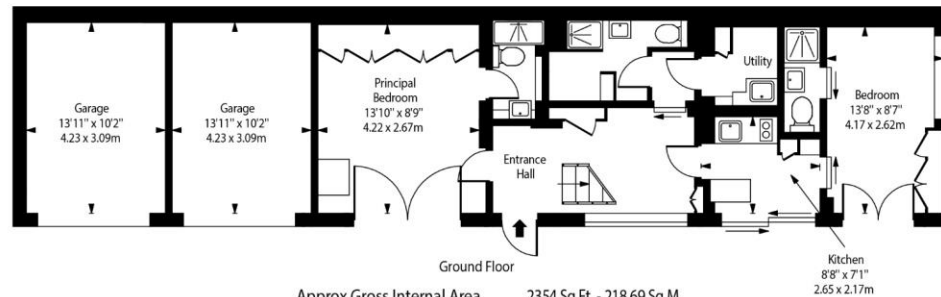 Garage
13'11" x 10'2"
4.23 x 3.09m
Garage
13'11" x 10'2"
4.23 x 3.09m
Principal
Bedroom
13'10" x 8'9"
4.22 x 2.67m
Utility
Bedroom
13'8" x 8'7"
4.17 x 2.62m
Entrance
Hall
Kitchen
8'8" x 7'1"
2.65 x 2.17m
Ground Floor
Approx Gross Internal Area 2354 Sq Ft - 218.69 Sq M